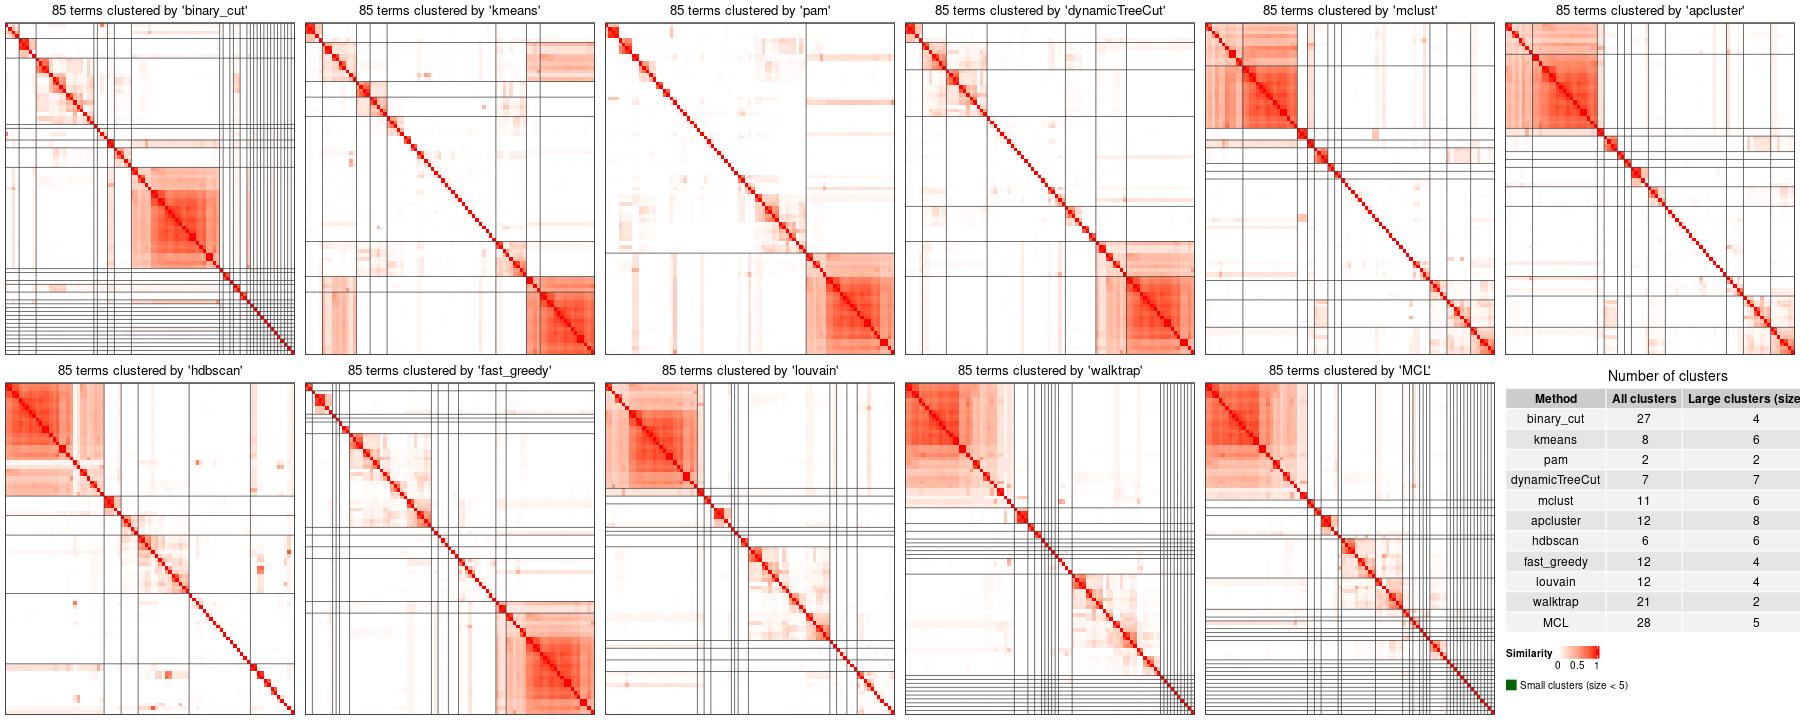 85 terms clustered by 'binary_cut'
85 terms clustered by 'kmeans'
85 terms clustered by 'pam'
85 terms clustered by 'dynamicTreeCut'
85 terms clustered by 'mclust'
85 terms clustered by 'apcluster'
85 terms clustered by 'hdbscan'
85 terms clustered by 'fast_greedy'
85 terms clustered by 'louvain'
85 terms clustered by 'walktrap'
85 terms clustered by 'MCL'
Number of clusters
Method All clusters Large clusters (size
binary_cut 27 4
kmeans 8 6
pam 2 2
dynamicTreeCut 7 7
mclust 11 6
apcluster 12 8
hdbscan 6 6
fast_greedy 12 4
louvain 12 4
walktrap 21 2
MCL 28 5
Similarity
0 0.5 1
Small clusters (size < 5)